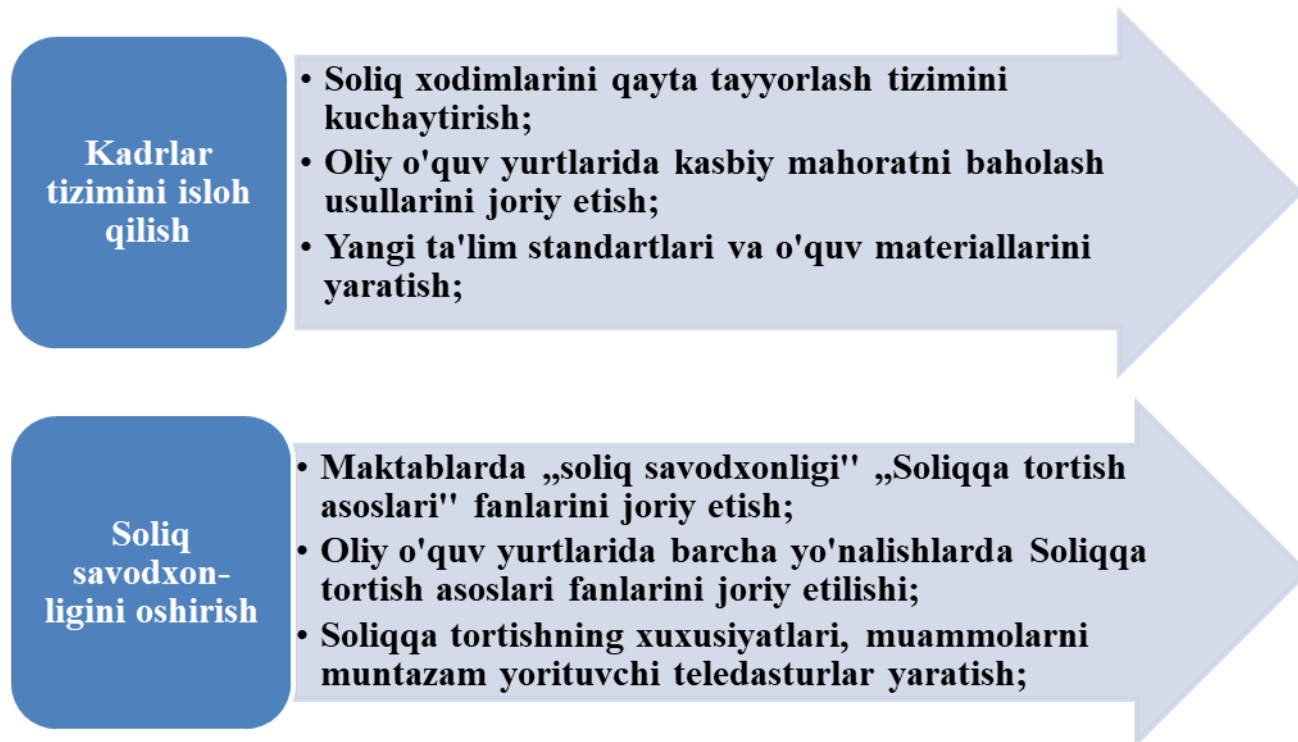 Kadrlar
tizimini isloh
qilish
• Soliq xodimlarini qayta tayyorlash tizimini
kuchaytirish;
• Oliy o'quv yurtlarida kasbiy mahoratni baholash
usullarini joriy etish;
• Yangi ta'lim standartlari va o'quv materiallarini
yaratish;
Soliq
savodxon-
ligini oshirish
• Maktablarda „soliq savodxonligi" „Soliqqa tortish
asoslari" fanlarini joriy etish;
• Oliy o'quv yurtlarida barcha yo'nalishlarda Soliqqa
tortish asoslari fanlarini joriy etilishi;
• Soliqqa tortishning xuxusiyatlari, muammolarni
muntazam yorituvchi teledasturlar yaratish;